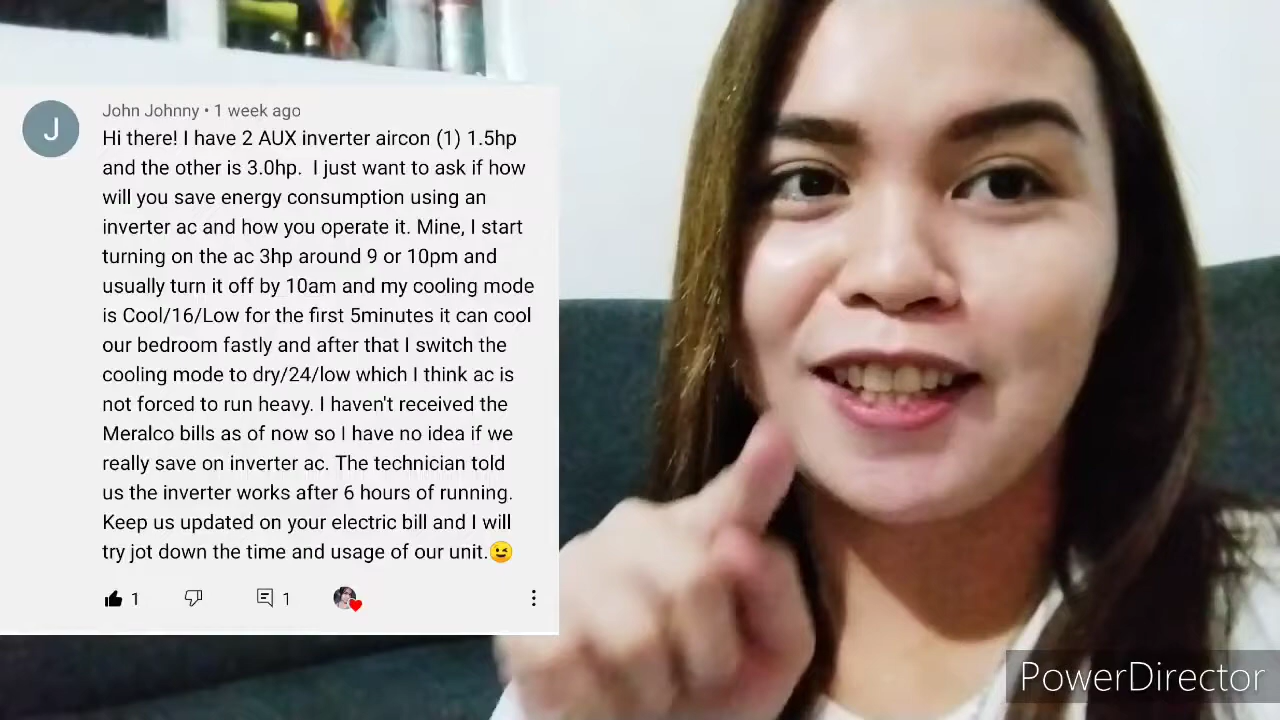 J
John Johnny • 1 week ago
Hi there! I have 2 AUX inverter aircon (1) 1.5hp
and the other is 3.0hp.  I just want to ask if how
will you save energy consumption using an
inverter ac and how you operate it. Mine, I start
turning on the ac 3hp around 9 or 10pm and
usually turn it off by 10am and my cooling mode
is Cool/16/Low for the first 5minutes it can cool
our bedroom fastly and after that I switch the
cooling mode to dry/24/low which I think ac is
not forced to run heavy. I haven't received the
Meralco bills as of now so I have no idea if we
really save on inverter ac. The technician told
us the inverter works after 6 hours of running.
Keep us updated on your electric bill and I will
try jot down the time and usage of our unit.😉
1 1
PowerDirector